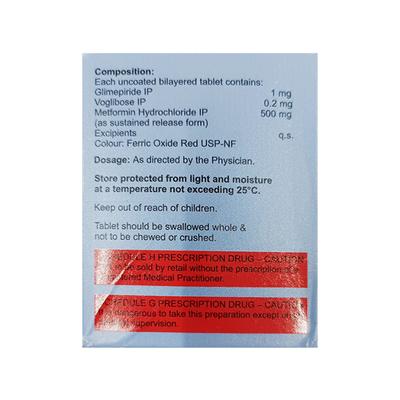 Composition:
Each uncoated bilayered tablet contains:
Glimepiride IP 1 mg
Voglibose IP 0.2 mg
Metformin Hydrochloride IP 500 mg
(as sustained release form)
Excipients q.s.
Colour: Ferric Oxide Red USP-NF
Dosage: As directed by the Physician.
Store protected from light and moisture
at a temperature not exceeding 25°C.
Keep out of reach of children.
Tablet should be swallowed whole &
not to be chewed or crushed.
H PRESCRIPTION DRUG – CAUTION
to be sold by retail without the prescription of
Medical Practitioner.
G PRESCRIPTION DRUG –
dangerous to take this preparation except
supervision.